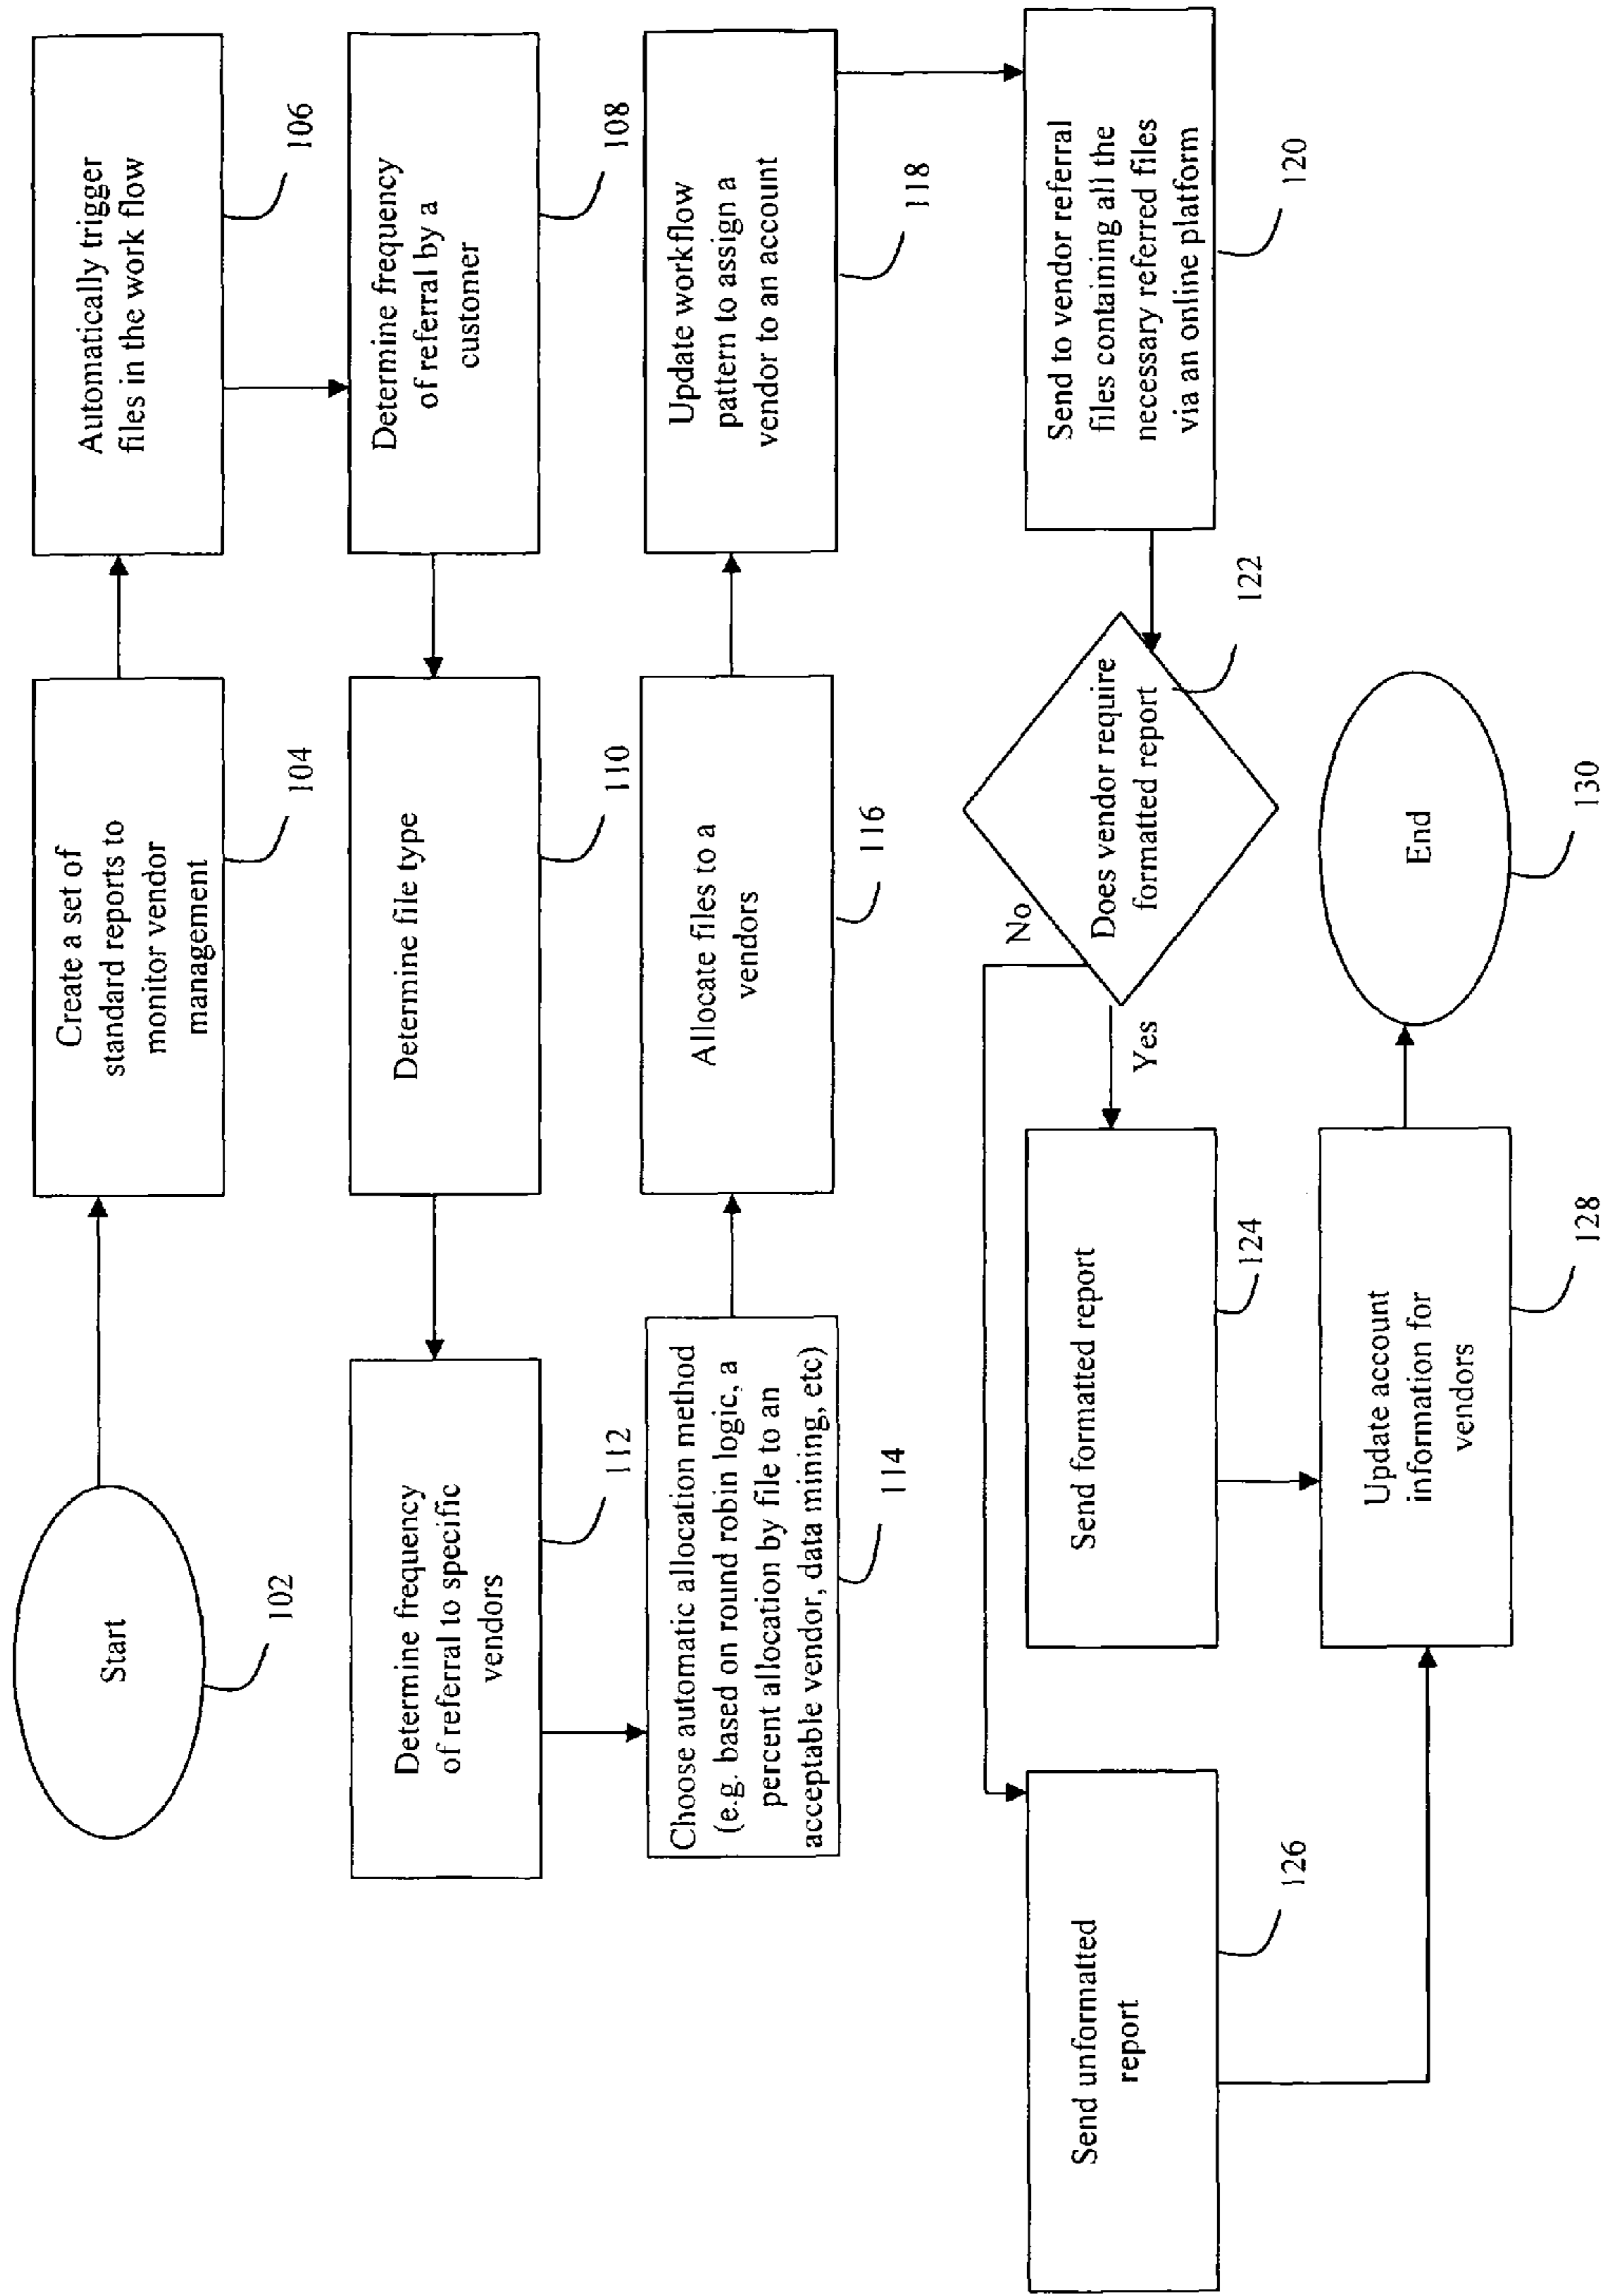 Start
102
Create a set of
standard reports to
monitor vendor
management
104
Automatically trigger
files in the work flow
106
Determine frequency
of referral by a
customer
108
Determine file type
110
Determine frequency
of referral to specific
vendors
112
Choose automatic allocation method
(e.g. based on round robin logic, a
percent allocation by file to an
acceptable vendor, data mining, etc)
114
Allocate files to a
vendors
116
Update workflow
pattern to assign a
vendor to an account
118
Send to vendor referral
files containing all the
necessary referred files
via an online platform
120
Does vendor require
formatted report
122
No
Yes
Send formatted report
124
Send unformatted
report
126
Update account
information for
vendors
128
End
130